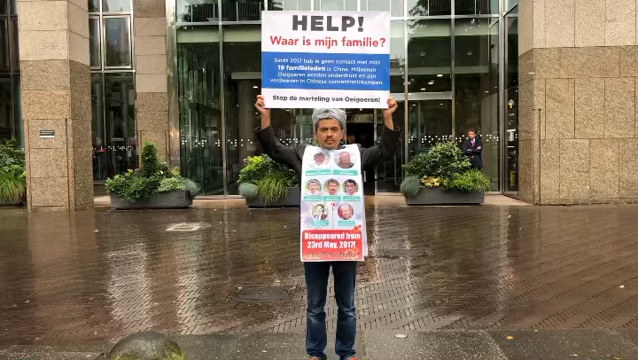 HELP!
Waar is mijn familie?
Sinds 2017 heb ik geen contact met mijn
19 familieleden in China. Miljoenen
Oeigoeren worden onderdrukt en zijn
verdwenen in Chinese concentratiekampen
Stop de marteling van Oeigoeren!
Disappeared from
23rd May, 2017!